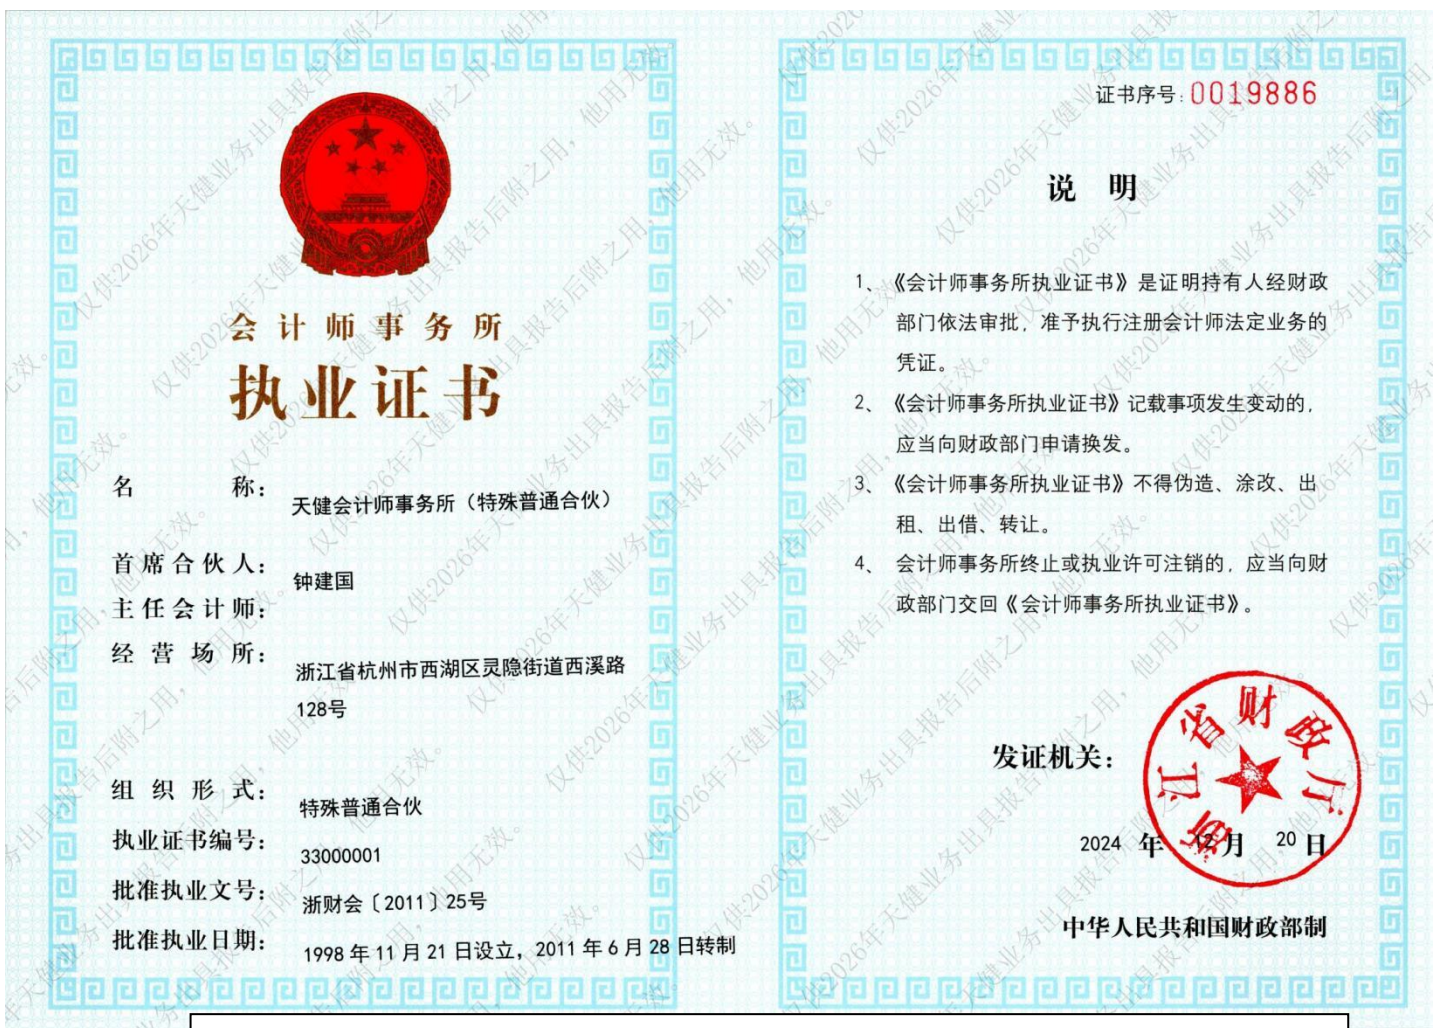 会计师事务所
执业证书
名 称: 天健会计师事务所（特殊普通合伙）
首席合伙人: 钟建国
主任会计师:
经营场所: 浙江省杭州市西湖区灵隐街道西溪路
128号
组织形式: 特殊普通合伙
执业证书编号: 33000001
批准执业文号: 浙财会〔2011〕25号
批准执业日期: 1998年11月21日设立，2011年6月28日转制
证书序号: 0019886
说 明
1、《会计师事务所执业证书》是证明持有人经财政
部门依法审批，准予执行注册会计师法定业务的
凭证。
2、《会计师事务所执业证书》记载事项发生变动的，
应当向财政部门申请换发。
3、《会计师事务所执业证书》不得伪造、涂改、出
租、出借、转让。
4、会计师事务所终止或执业许可注销的，应当向财
政部门交回《会计师事务所执业证书》。
发证机关:
浙江省财政厅
2024年12月20日
中华人民共和国财政部制
仅供2026年天健业务出具报告后附之用，他用无效。